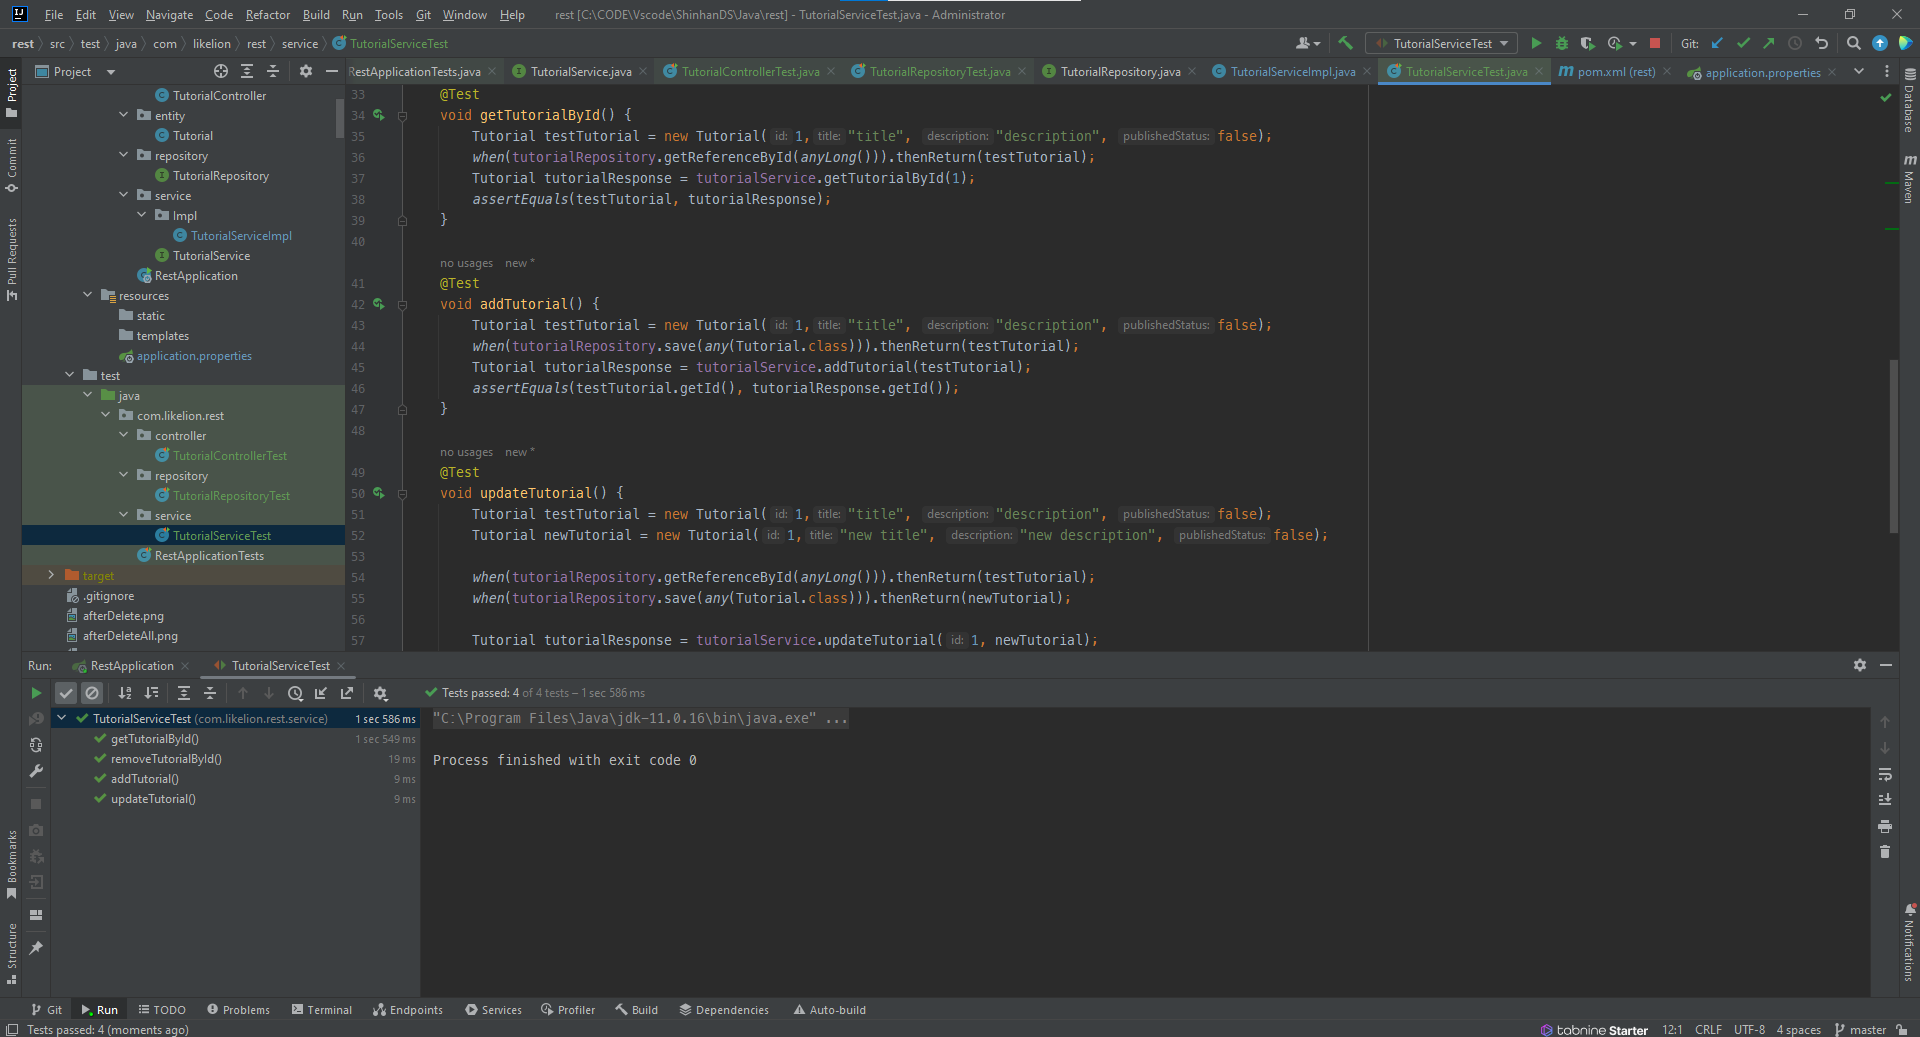 File Edit View Navigate Code Refactor Build Run Tools Git Window Help rest [C:\CODE\Vscode\ShinhanDS\Java\rest] - TutorialServiceTest.java - Administrator
rest src test java com likelion rest service TutorialServiceTest
TutorialServiceTest Git:
Project
RestApplicationTests.java TutorialService.java TutorialControllerTest.java TutorialRepositoryTest.java TutorialRepository.java TutorialServiceImpl.java TutorialServiceTest.java pom.xml (rest) application.properties
Project
Commit
Pull Requests
Bookmarks
Structure
TutorialController
entity
Tutorial
repository
TutorialRepository
service
Impl
TutorialServiceImpl
TutorialService
RestApplication
resources
static
templates
application.properties
test
java
com.likelion.rest
controller
TutorialControllerTest
repository
TutorialRepositoryTest
service
TutorialServiceTest
RestApplicationTests
target
.gitignore
afterDelete.png
afterDeleteAll.png
33 @Test
34 void getTutorialById() {
35 Tutorial testTutorial = new Tutorial( id: 1, title: "title", description: "description", publishedStatus: false);
36 when(tutorialRepository.getReferenceById(anyLong())).thenReturn(testTutorial);
37 Tutorial tutorialResponse = tutorialService.getTutorialById(1);
38 assertEquals(testTutorial, tutorialResponse);
39 }
40
no usages new *
41 @Test
42 void addTutorial() {
43 Tutorial testTutorial = new Tutorial( id: 1, title: "title", description: "description", publishedStatus: false);
44 when(tutorialRepository.save(any(Tutorial.class))).thenReturn(testTutorial);
45 Tutorial tutorialResponse = tutorialService.addTutorial(testTutorial);
46 assertEquals(testTutorial.getId(), tutorialResponse.getId());
47 }
48
no usages new *
49 @Test
50 void updateTutorial() {
51 Tutorial testTutorial = new Tutorial( id: 1, title: "title", description: "description", publishedStatus: false);
52 Tutorial newTutorial = new Tutorial( id: 1, title: "new title", description: "new description", publishedStatus: false);
53
54 when(tutorialRepository.getReferenceById(anyLong())).thenReturn(testTutorial);
55 when(tutorialRepository.save(any(Tutorial.class))).thenReturn(newTutorial);
56
57 Tutorial tutorialResponse = tutorialService.updateTutorial( id: 1, newTutorial);
Database
Maven
Notifications
Run: RestApplication TutorialServiceTest
Tests passed: 4 of 4 tests – 1 sec 586 ms
TutorialServiceTest (com.likelion.rest.service) 1 sec 586 ms
getTutorialById() 1 sec 549 ms
removeTutorialById() 19 ms
addTutorial() 9 ms
updateTutorial() 9 ms
"C:\Program Files\Java\jdk-11.0.16\bin\java.exe" ...
Process finished with exit code 0
Git Run TODO Problems Terminal Endpoints Services Profiler Build Dependencies Auto-build
Tests passed: 4 (moments ago) tabnine Starter 12:1 CRLF UTF-8 4 spaces master